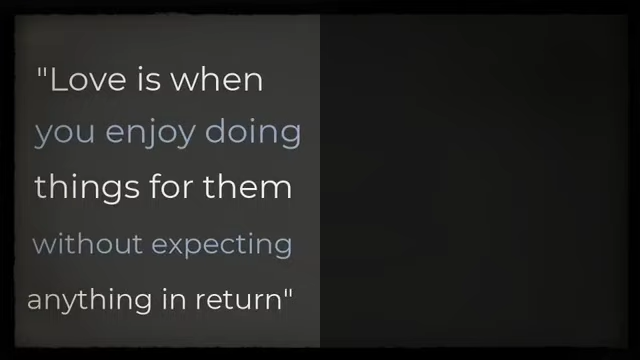 "Love is when
you enjoy doing
things for them
without expecting
anything in return"